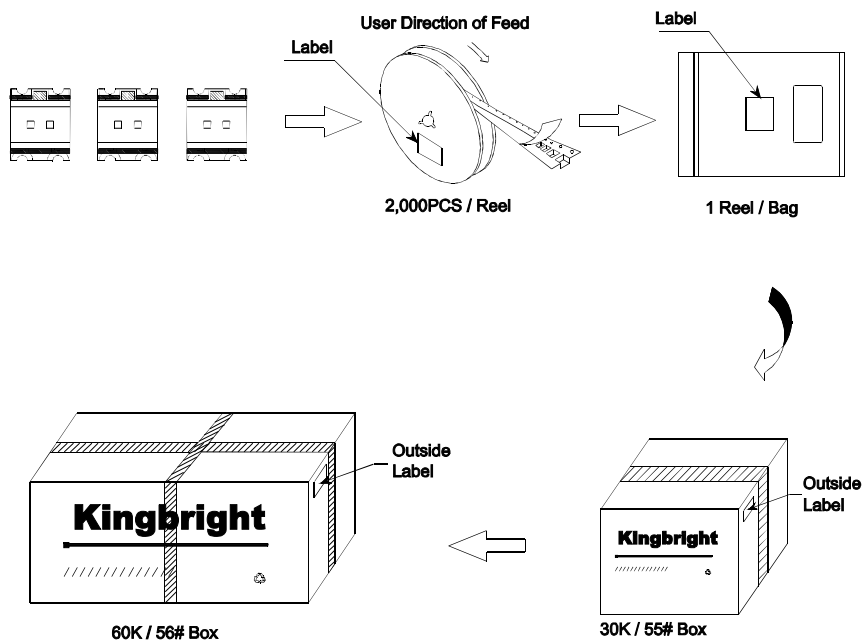 User Direction of Feed
Label
Label
2,000PCS / Reel
1 Reel / Bag
Outside
Label
Kingbright
60K / 56# Box
Outside
Label
Kingbright
30K / 55# Box